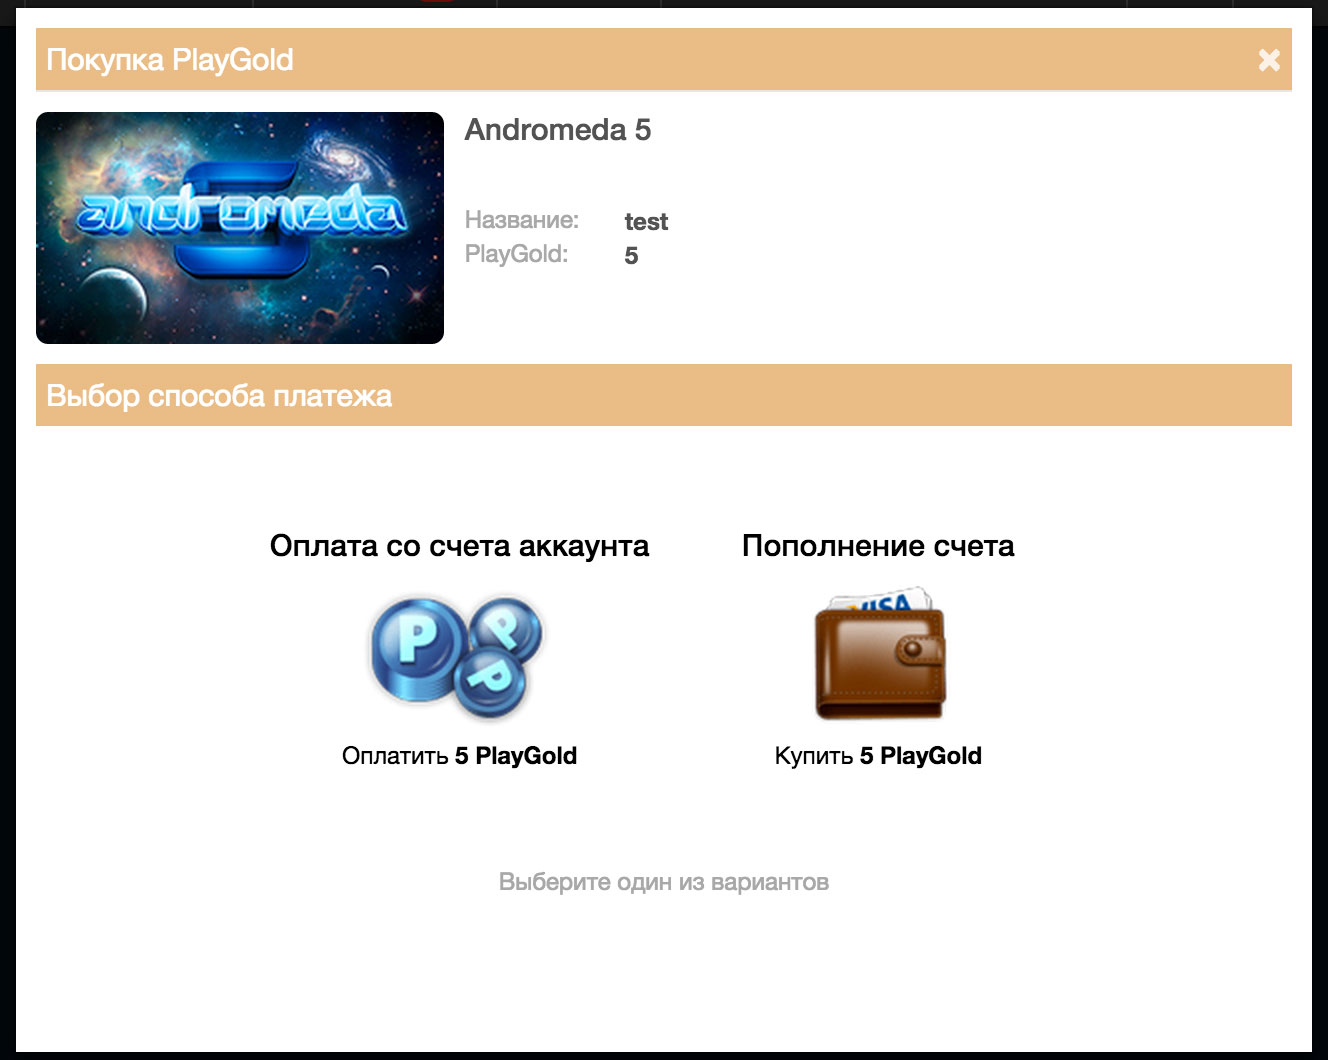 Покупка PlayGold
Andromeda 5
5
andromeda
Название: test
PlayGold: 5
Выбор способа платежа
Оплата со счета аккаунта
Пополнение счета
P
P
P
VISA
Оплатить 5 PlayGold
Купить 5 PlayGold
Выберите один из вариантов